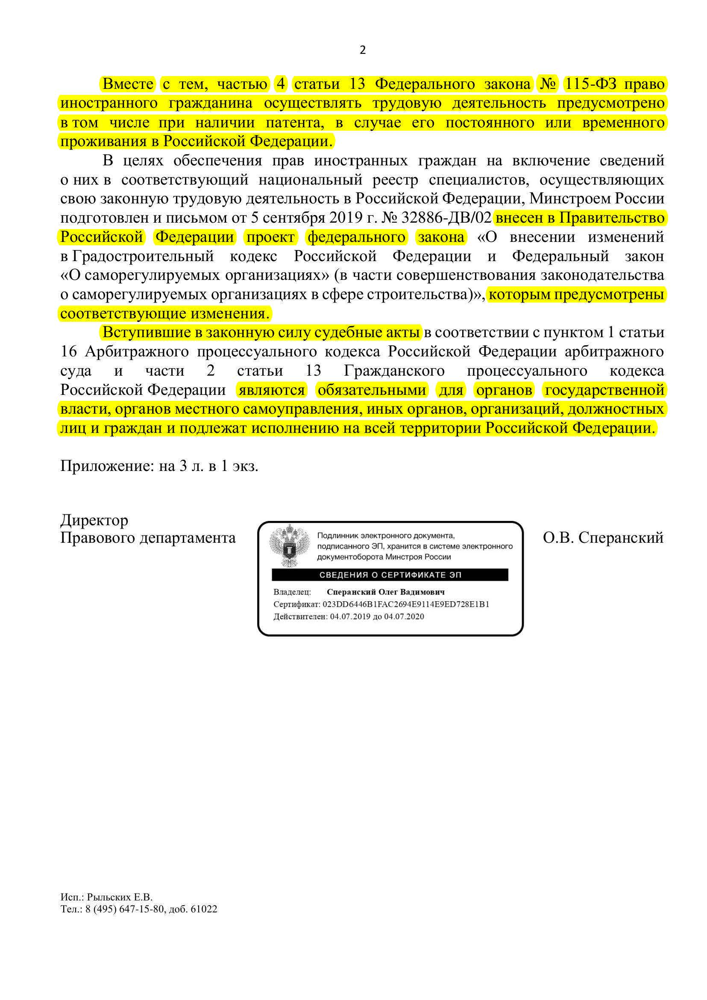 2
Вместе с тем, частью 4 статьи 13 Федерального закона № 115-ФЗ право
иностранного гражданина осуществлять трудовую деятельность предусмотрено
в том числе при наличии патента, в случае его постоянного или временного
проживания в Российской Федерации.
В целях обеспечения прав иностранных граждан на включение сведений
о них в соответствующий национальный реестр специалистов, осуществляющих
свою законную трудовую деятельность в Российской Федерации, Минстроем России
подготовлен и письмом от 5 сентября 2019 г. № 32886-ДВ/02 внесен в Правительство
Российской Федерации проект федерального закона «О внесении изменений
в Градостроительный кодекс Российской Федерации и Федеральный закон
«О саморегулируемых организациях» (в части совершенствования законодательства
о саморегулируемых организациях в сфере строительства)», которым предусмотрены
соответствующие изменения.
Вступившие в законную силу судебные акты в соответствии с пунктом 1 статьи
16 Арбитражного процессуального кодекса Российской Федерации арбитражного
суда и части 2 статьи 13 Гражданского процессуального кодекса
Российской Федерации являются обязательными для органов государственной
власти, органов местного самоуправления, иных органов, организаций, должностных
лиц и граждан и подлежат исполнению на всей территории Российской Федерации.
Приложение: на 3 л. в 1 экз.
Директор
Правового департамента
О.В. Сперанский
Подлинник электронного документа,
подписанного ЭП, хранится в системе электронного
документоборота Минстроя России
СВЕДЕНИЯ О СЕРТИФИКАТЕ ЭП
Владелец: Сперанский Олег Вадимович
Сертификат: 023DD6446B1FAC2694E9114E9ED728E1B1
Действителен: 04.07.2019 до 04.07.2020
Исп.: Рыльских Е.В.
Тел.: 8 (495) 647-15-80, доб. 61022